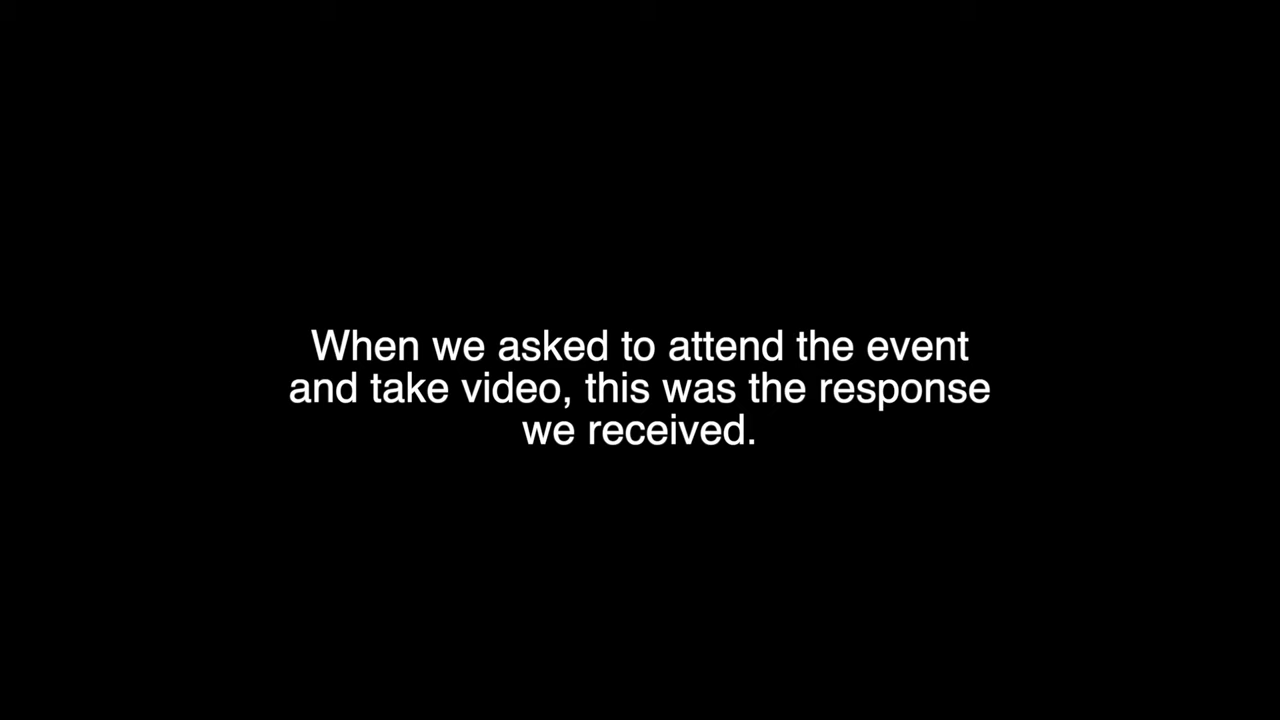 When we asked to attend the event
and take video, this was the response
we received.